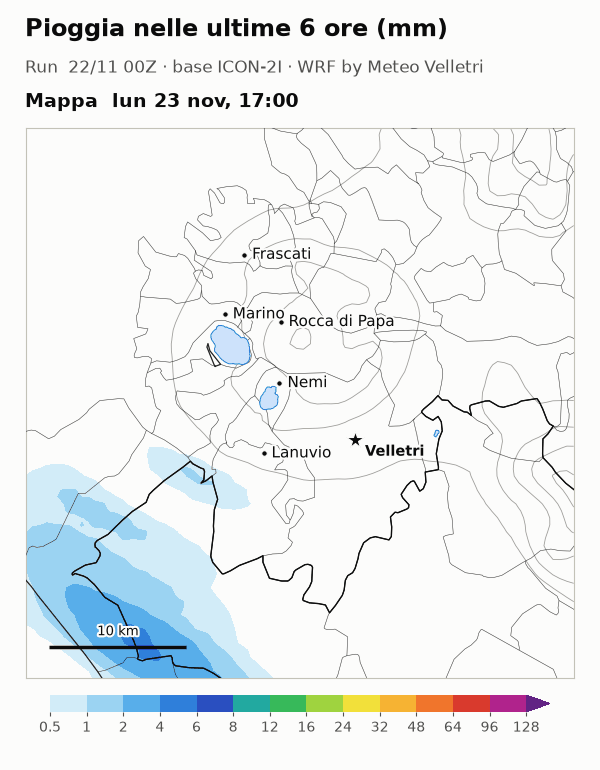 Pioggia nelle ultime 6 ore (mm)
Run  22/11 00Z · base ICON-2I · WRF by Meteo Velletri
Mappa  lun 23 nov, 17:00
Frascati
Marino
Rocca di Papa
Nemi
Velletri
Lanuvio
10 km
0.5 1 2 4 6 8 12 16 24 32 48 64 96 128